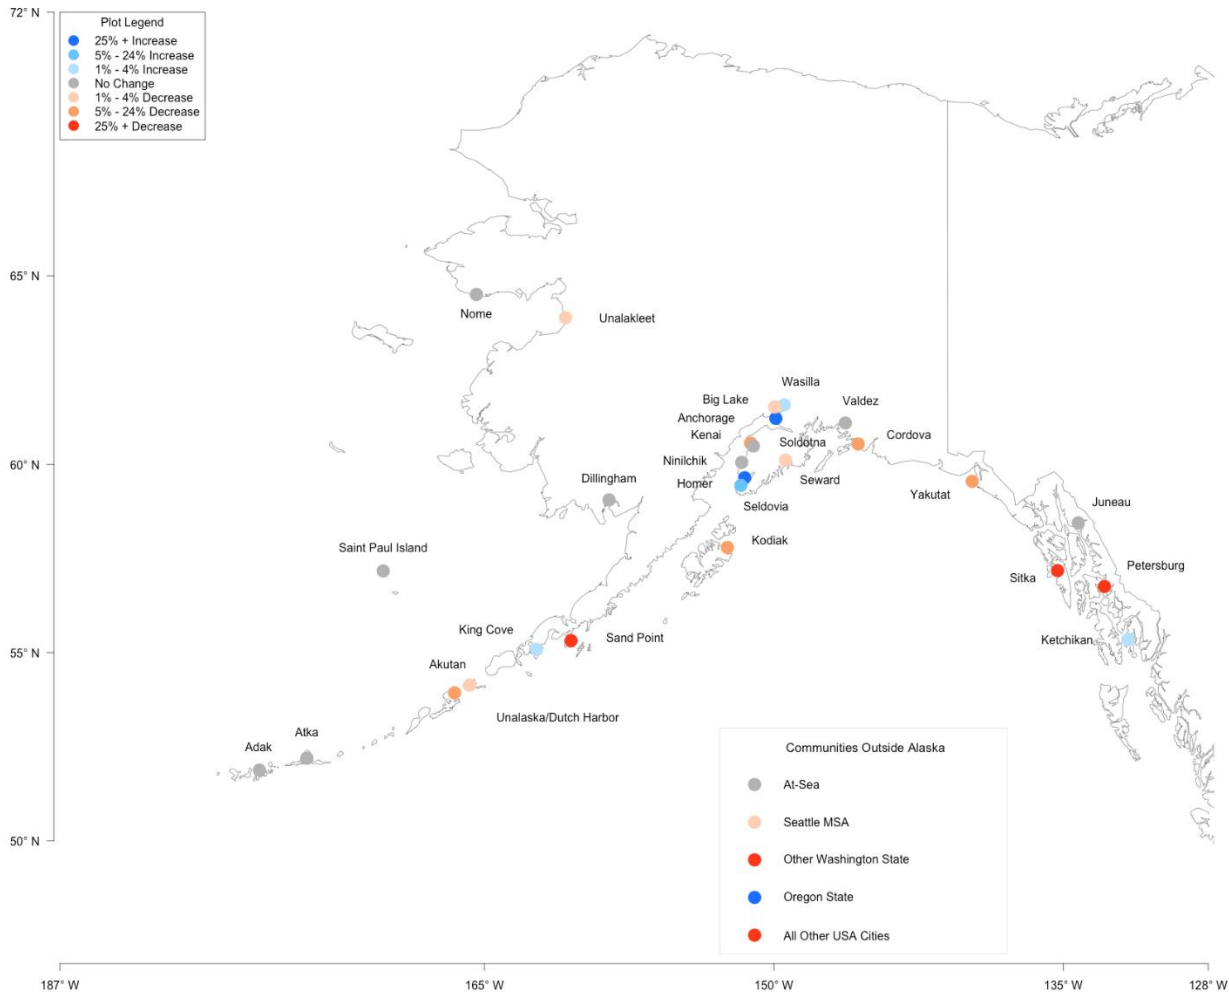 72° N
Plot Legend
25% + Increase
5% - 24% Increase
1% - 4% Increase
No Change
1% - 4% Decrease
5% - 24% Decrease
25% + Decrease
65° N
Nome
Unalakleet
Wasilla
Big Lake
Valdez
Anchorage
Kenai
Soldotna
Cordova
60° N
Ninilchik
Dillingham
Homer
Seward
Yakutat
Seldovia
Juneau
Kodiak
Saint Paul Island
Petersburg
Sitka
King Cove
Sand Point
Ketchikan
55° N
Akutan
Unalaska/Dutch Harbor
Atka
Adak
Communities Outside Alaska
At-Sea
Seattle MSA
50° N
Other Washington State
Oregon State
All Other USA Cities
187° W
165° W
150° W
135° W
128° W